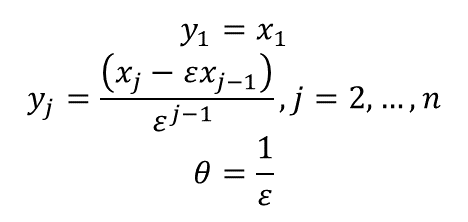 y₁ = x₁
yⱼ = (xⱼ − εxⱼ₋₁) / εʲ⁻¹, j = 2, … , n
θ = 1 / ε